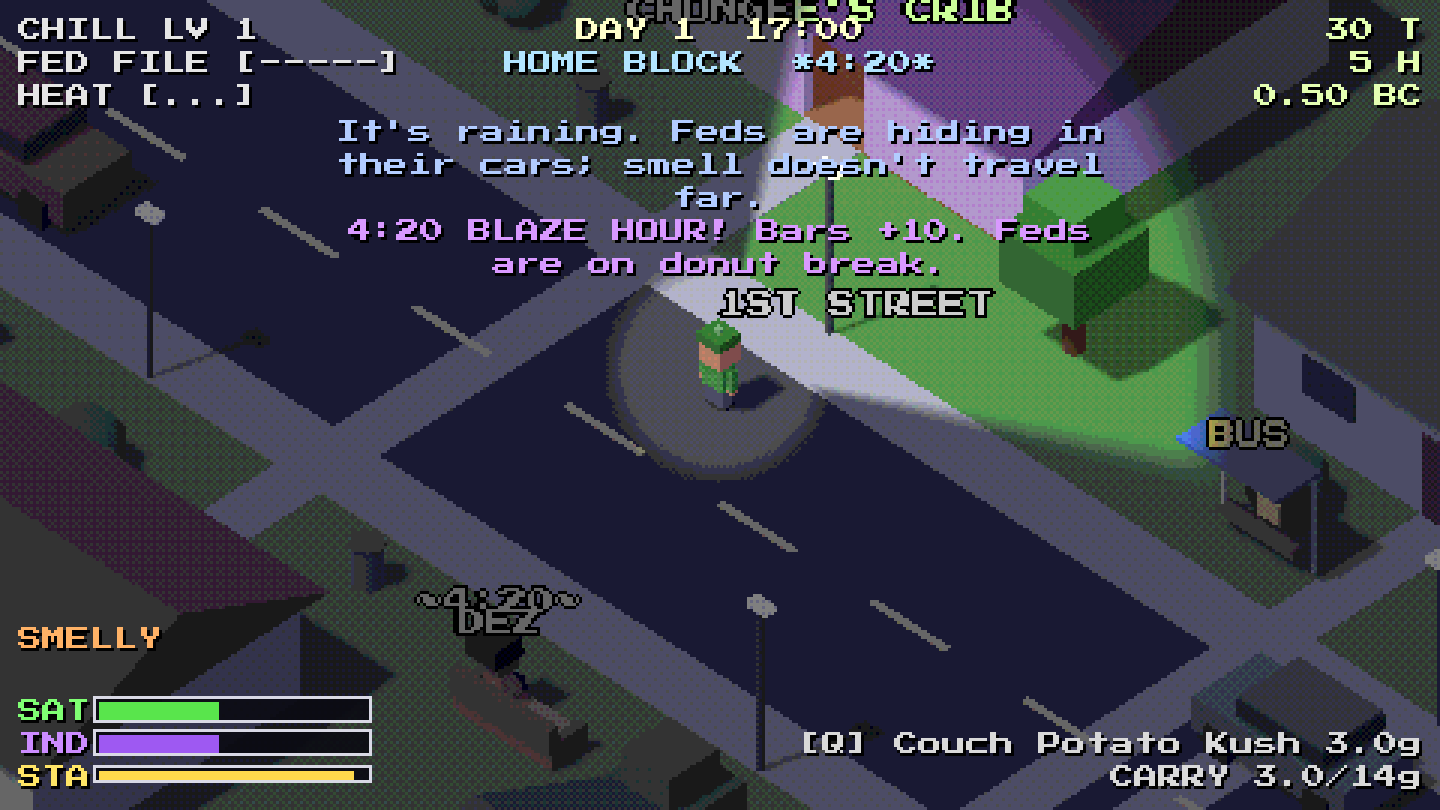 CHUNGEE'S CRIB
CHILL LV 1
DAY 1 17:00
30 T
FED FILE [-----]
HOME BLOCK *4:20*
5 H
HEAT [...]
0.50 BC
It's raining. Feds are hiding in
their cars; smell doesn't travel
far.
4:20 BLAZE HOUR! Bars +10. Feds
are on donut break.
1ST STREET
BUS
~4:20~
DEZ
SMELLY
SAT
IND
STA
[Q] Couch Potato Kush 3.0g
CARRY 3.0/14g